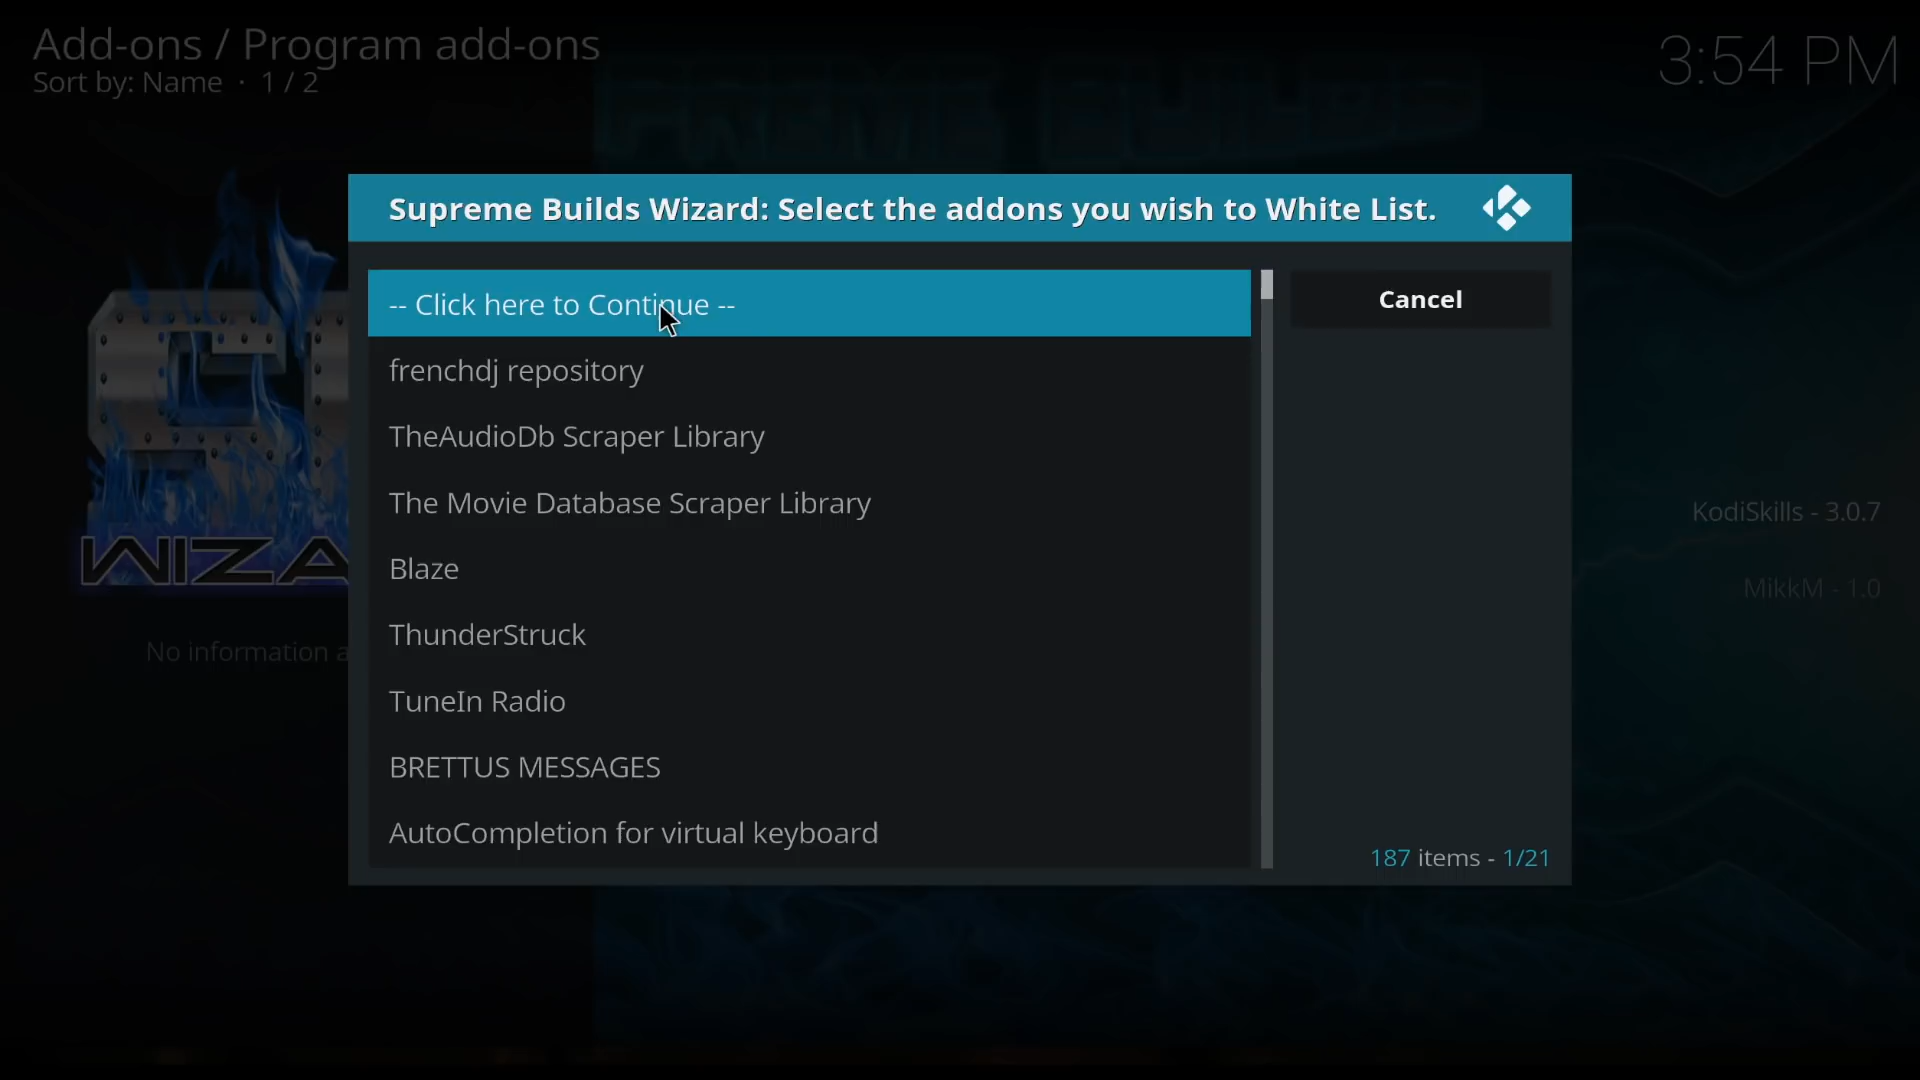 Add-ons / Program add-ons
Sort by: Name · 1 / 2
3:54 PM
Supreme Builds Wizard: Select the addons you wish to White List.
-- Click here to Continue --
Cancel
frenchdj repository
TheAudioDb Scraper Library
The Movie Database Scraper Library
Blaze
ThunderStruck
TuneIn Radio
BRETTUS MESSAGES
AutoCompletion for virtual keyboard
187 items - 1/21
KodiSkills - 3.0.7
MikkM - 1.0
WIZA
No information a